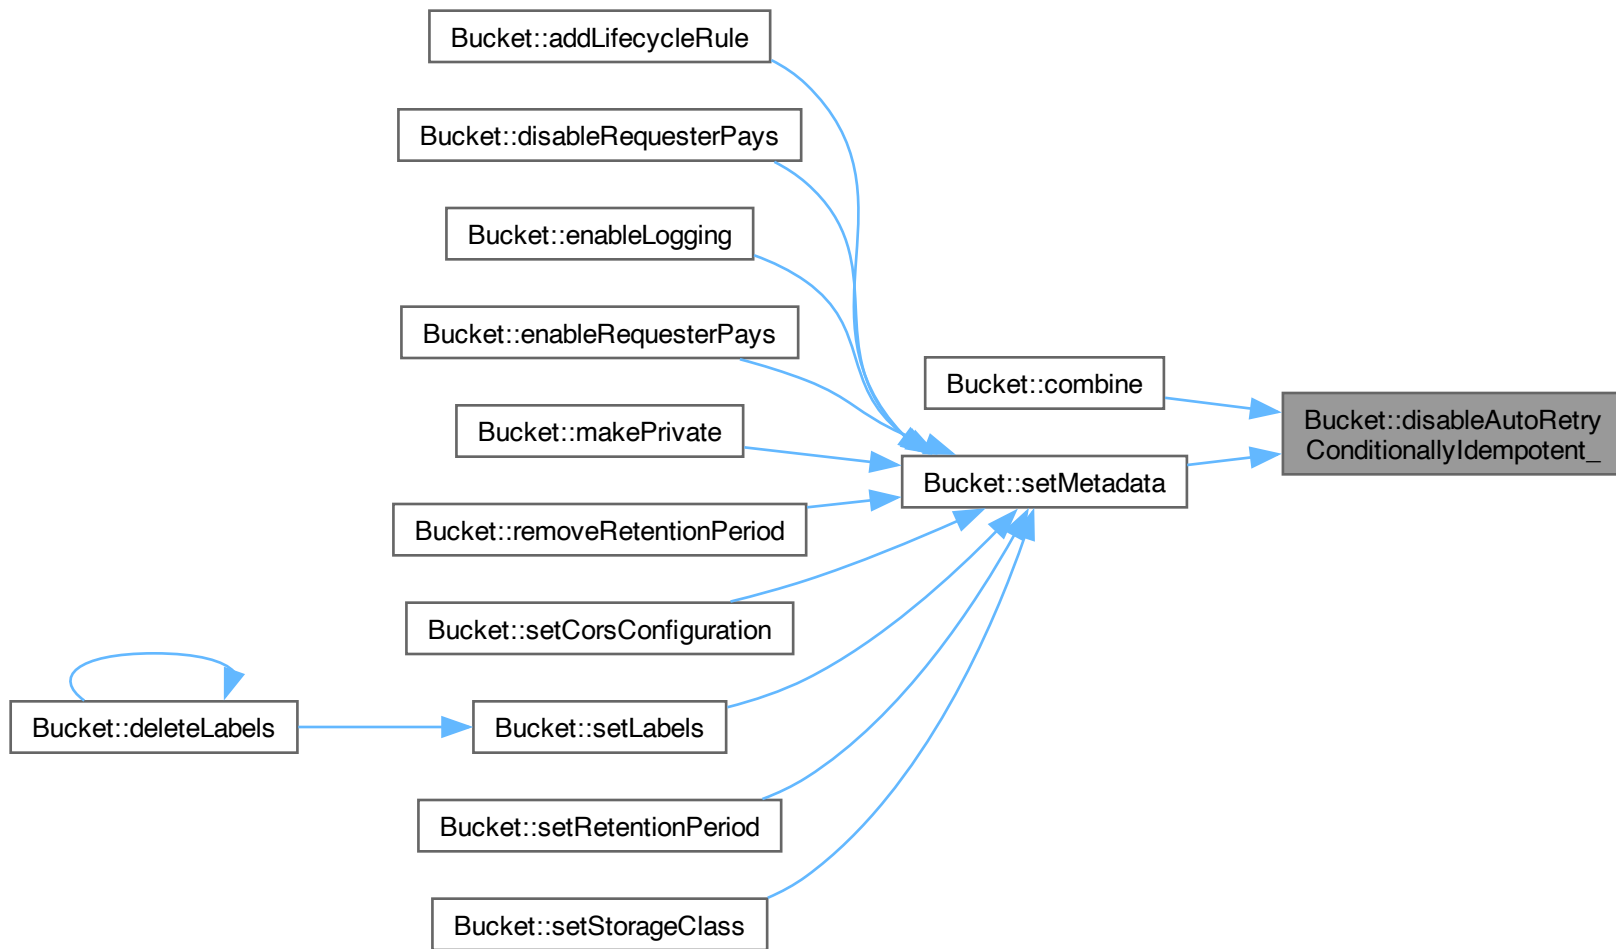 Bucket::addLifecycleRule
Bucket::disableRequesterPays
Bucket::enableLogging
Bucket::enableRequesterPays
Bucket::combine
Bucket::disableAutoRetry
ConditionallyIdempotent_
Bucket::makePrivate
Bucket::setMetadata
Bucket::removeRetentionPeriod
Bucket::setCorsConfiguration
Bucket::deleteLabels
Bucket::setLabels
Bucket::setRetentionPeriod
Bucket::setStorageClass